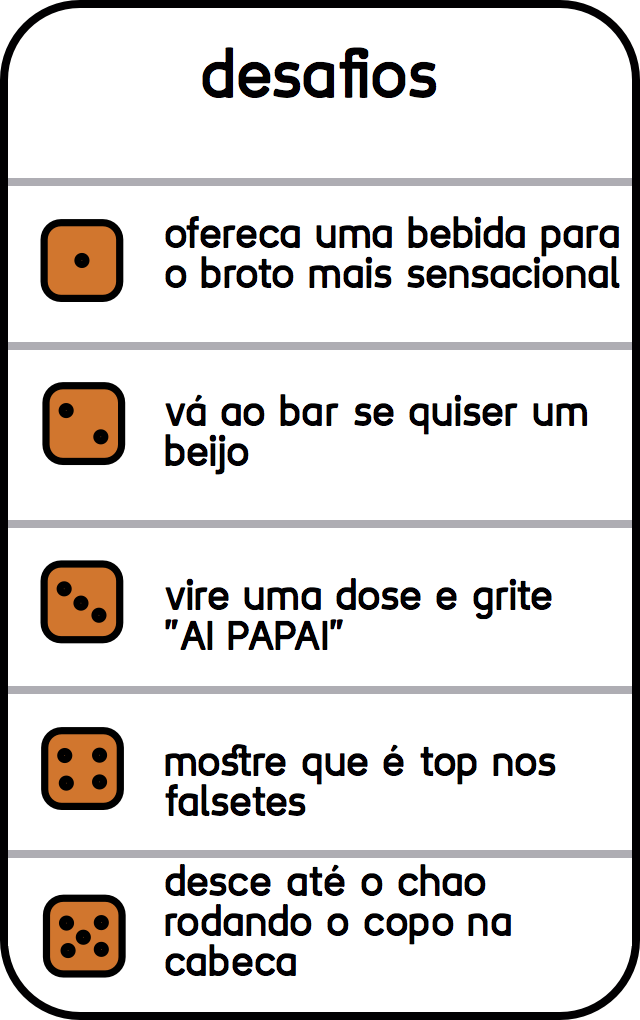 desafios
ofereca uma bebida para
o broto mais sensacional
vá ao bar se quiser um
beijo
vire uma dose e grite
"AI PAPAI"
mostre que é top nos
falsetes
desce até o chao
rodando o copo na
cabeca